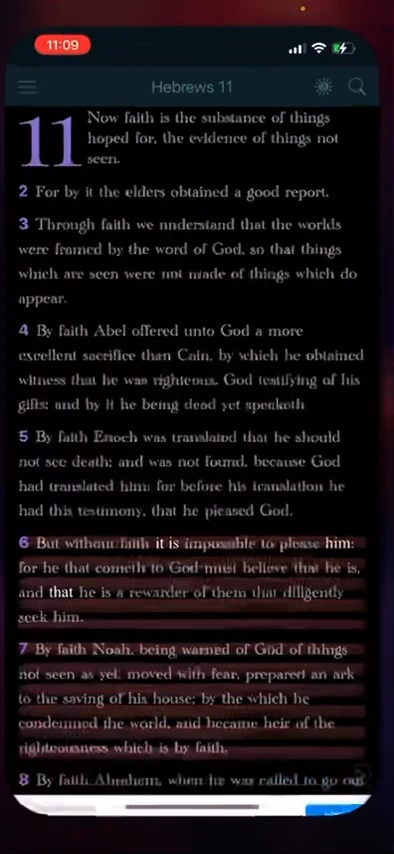 11:09
Hebrews 11
11 Now faith is the substance of things
hoped for, the evidence of things not
seen.
2 For by it the elders obtained a good report.
3 Through faith we understand that the worlds
were framed by the word of God, so that things
which are seen were not made of things which do
appear.
4 By faith Abel offered unto God a more
excellent sacrifice than Cain, by which he obtained
witness that he was righteous, God testifying of his
gifts: and by it he being dead yet speaketh
5 By faith Enoch was translated that he should
not see death; and was not found, because God
had translated him: for before his translation he
had this testimony, that he pleased God.
6 But without faith it is impossible to please him:
for he that cometh to God must believe that he is,
and that he is a rewarder of them that diligently
seek him.
7 By faith Noah, being warned of God of things
not seen as yet, moved with fear, prepared an ark
to the saving of his house; by the which he
condemned the world, and became heir of the
righteousness which is by faith.
8 By faith Abraham, when he was called to go out